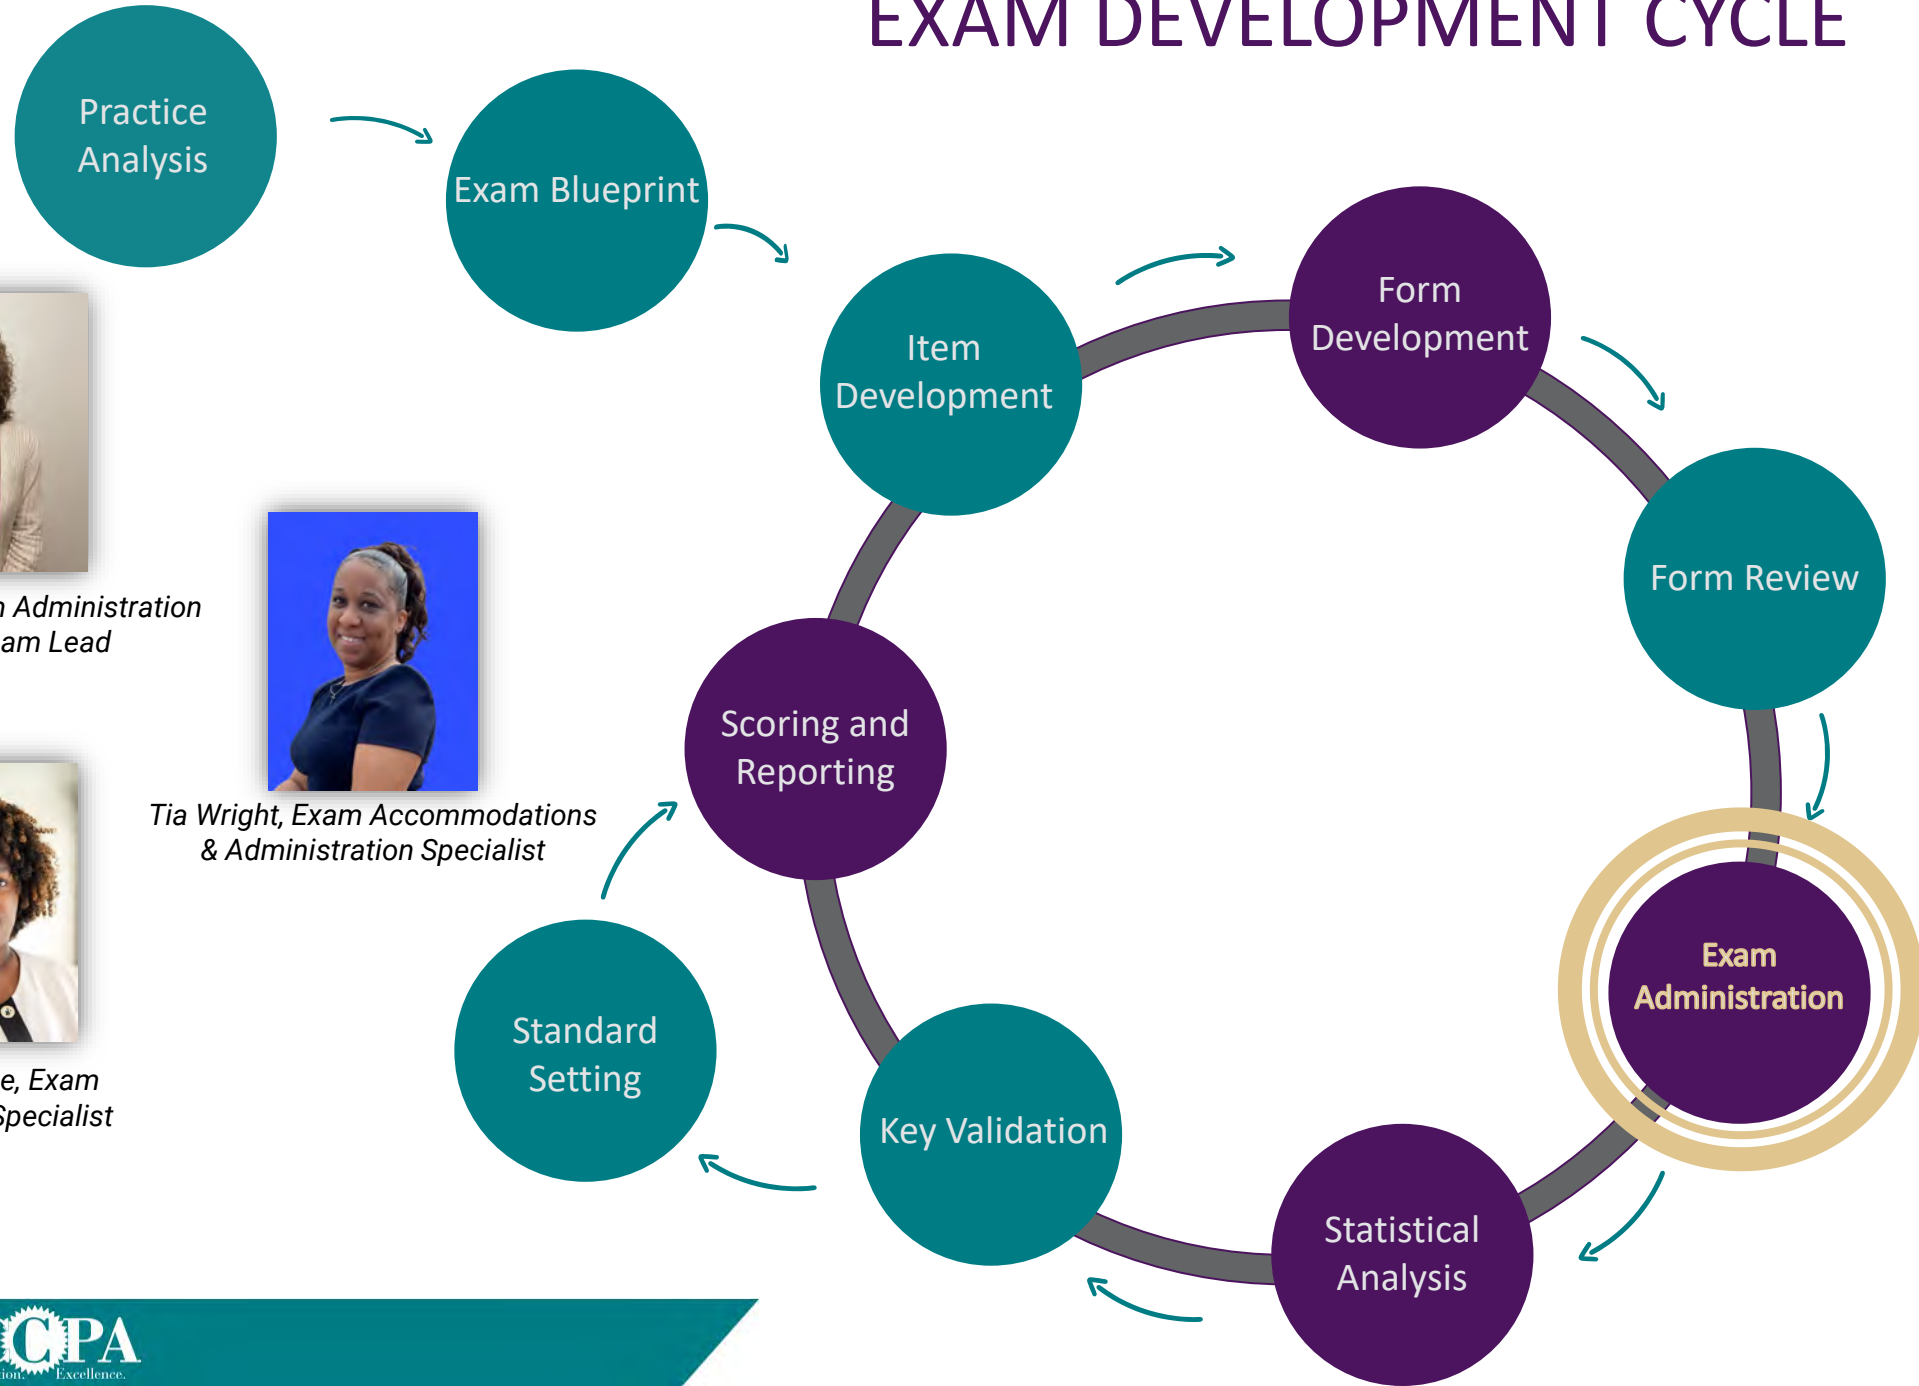 EXAM DEVELOPMENT CYCLE
Practice
Analysis
Exam Blueprint
Item
Development
Form
Development
Form Review
Exam
Administration
Statistical
Analysis
Key Validation
Standard
Setting
Scoring and
Reporting
Administration
Lead
Tia Wright, Exam Accommodations
& Administration Specialist
Exam
Specialist
CPA
Excellence.